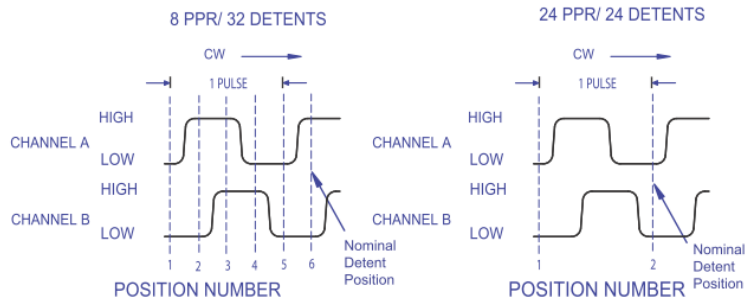 8 PPR/ 32 DETENTS
CW
1 PULSE
HIGH
CHANNEL A
LOW
HIGH
CHANNEL B
LOW
1 2 3 4 5 6
Nominal
Detent
Position
POSITION NUMBER
24 PPR/ 24 DETENTS
CW
1 PULSE
HIGH
CHANNEL A
LOW
HIGH
CHANNEL B
LOW
1 2
Nominal
Detent
Position
POSITION NUMBER